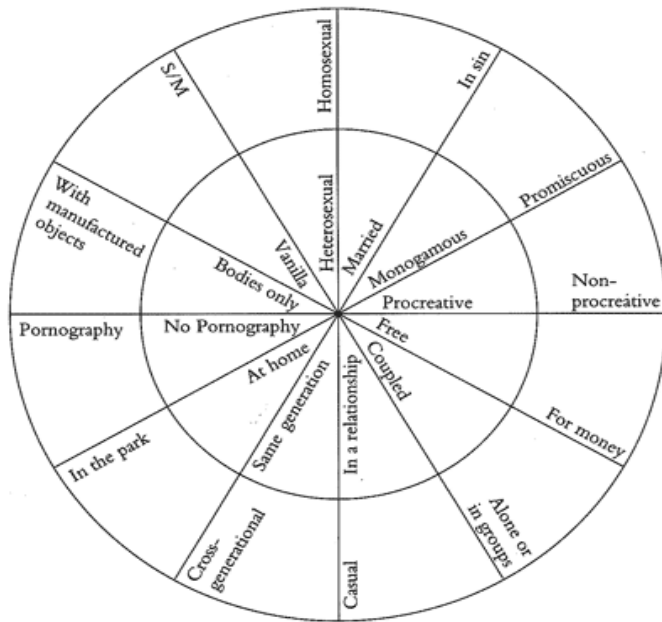 S/M
Homosexual
In sin
Promiscuous
Non-
procreative
For money
Alone or
in groups
Casual
Cross-
generational
In the park
Pornography
With
manufactured
objects
Vanilla
Heterosexual
Married
Monogamous
Procreative
Free
Coupled
In a relationship
Same generation
At home
No Pornography
Bodies only